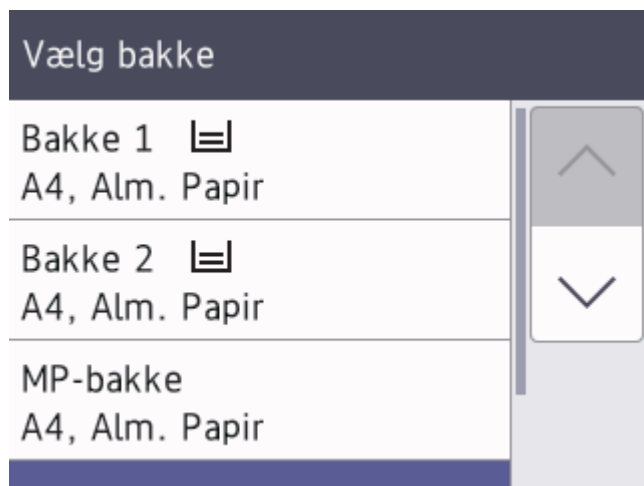 Vælg bakke
Bakke 1
A4, Alm. Papir
Bakke 2
A4, Alm. Papir
MP-bakke
A4, Alm. Papir